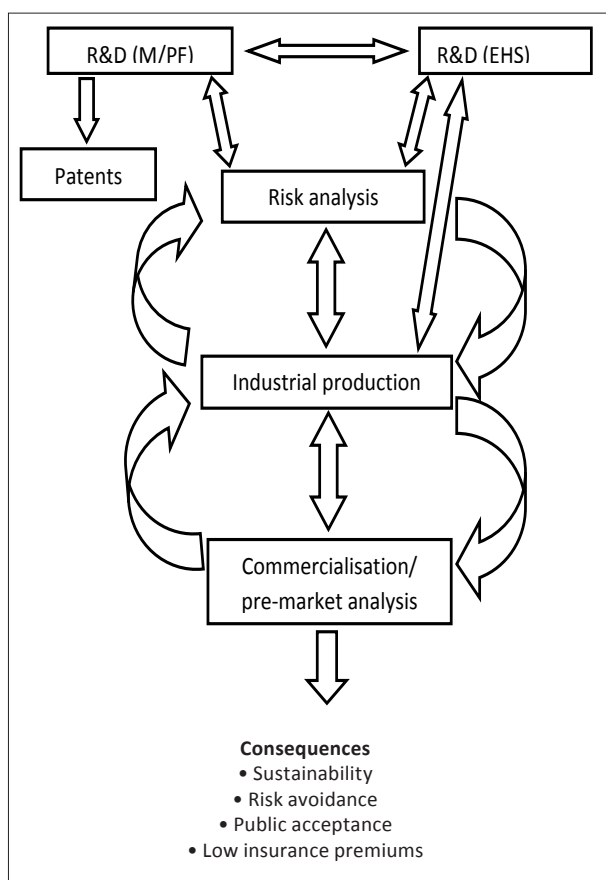 R&D (M/PF)
R&D (EHS)
Patents
Risk analysis
Industrial production
Commercialisation/
pre-market analysis
Consequences
• Sustainability
• Risk avoidance
• Public acceptance
• Low insurance premiums